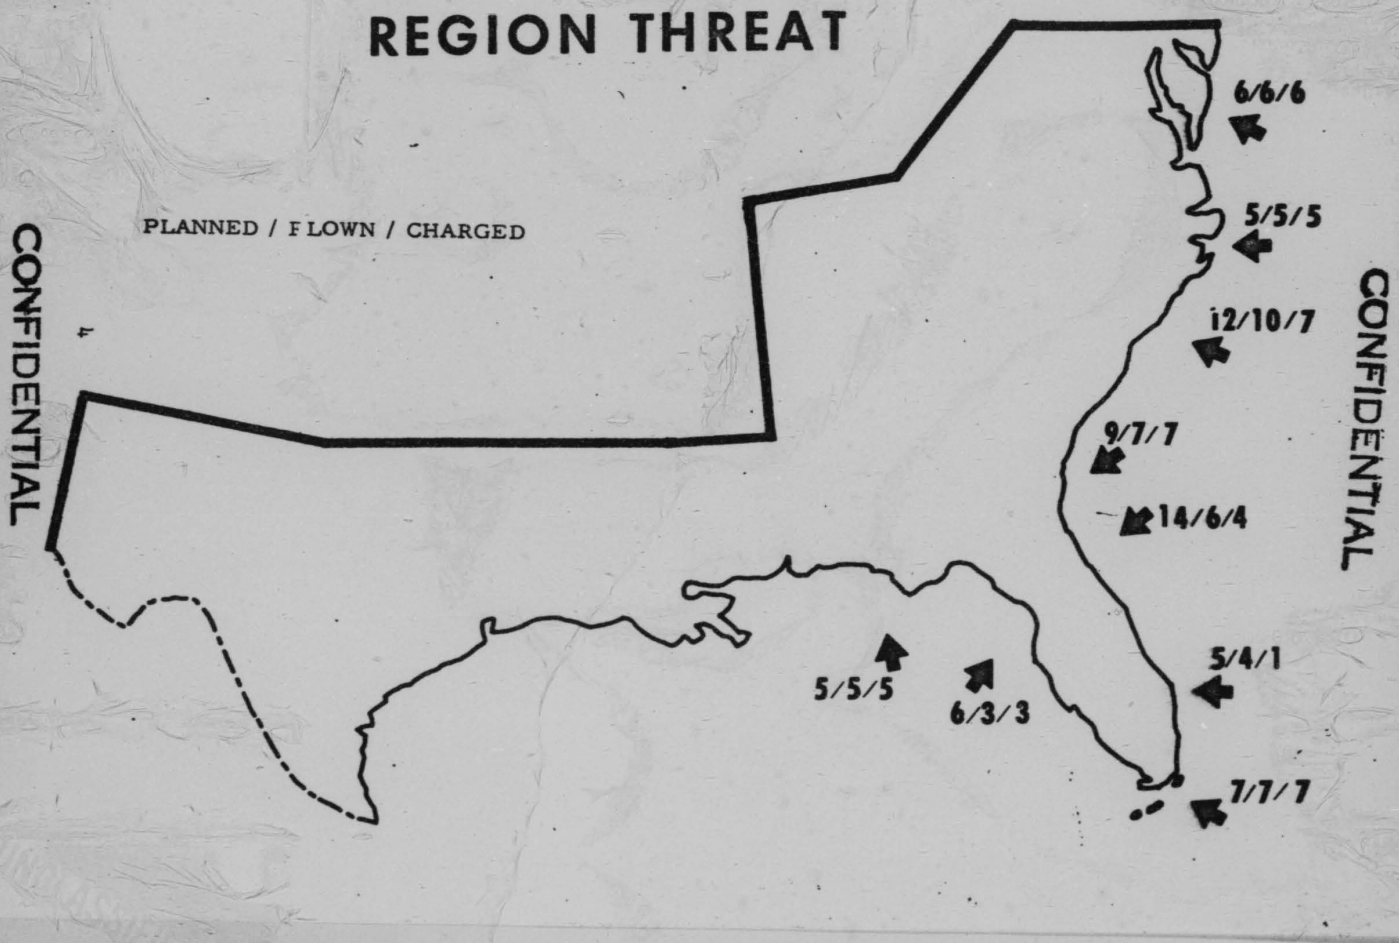 REGION THREAT
6/6/6
PLANNED / FLOWN / CHARGED
5/5/5
CONFIDENTIAL
CONFIDENTIAL
i2/10/7
9/7/7
14/6/4
5/4/1
5/5/5
6/3/3
7/7/7